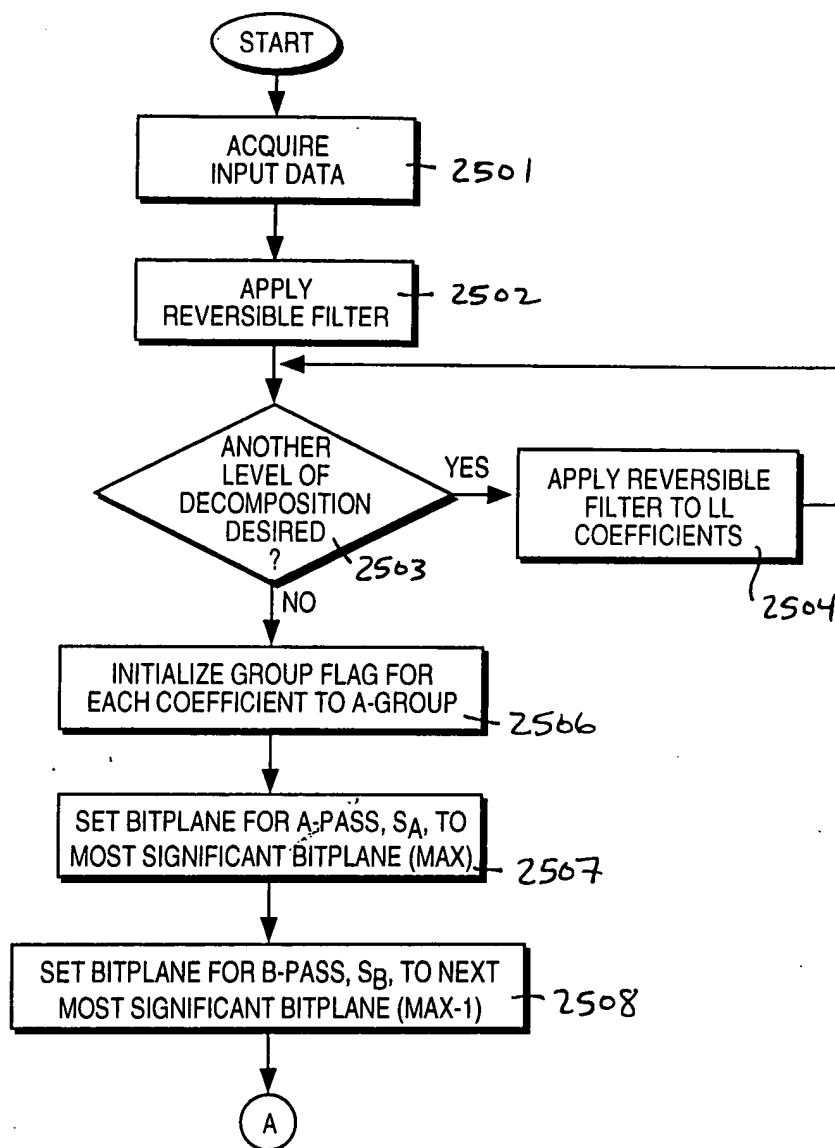 START
ACQUIRE
INPUT DATA
2501
APPLY
REVERSIBLE FILTER
2502
ANOTHER
LEVEL OF
DECOMPOSITION
DESIRED
?
2503
YES
APPLY REVERSIBLE
FILTER TO LL
COEFFICIENTS
2504
NO
INITIALIZE GROUP FLAG FOR
EACH COEFFICIENT TO A-GROUP
2506
SET BITPLANE FOR A-PASS, SA, TO
MOST SIGNIFICANT BITPLANE (MAX)
2507
SET BITPLANE FOR B-PASS, SB, TO NEXT
MOST SIGNIFICANT BITPLANE (MAX-1)
2508
A